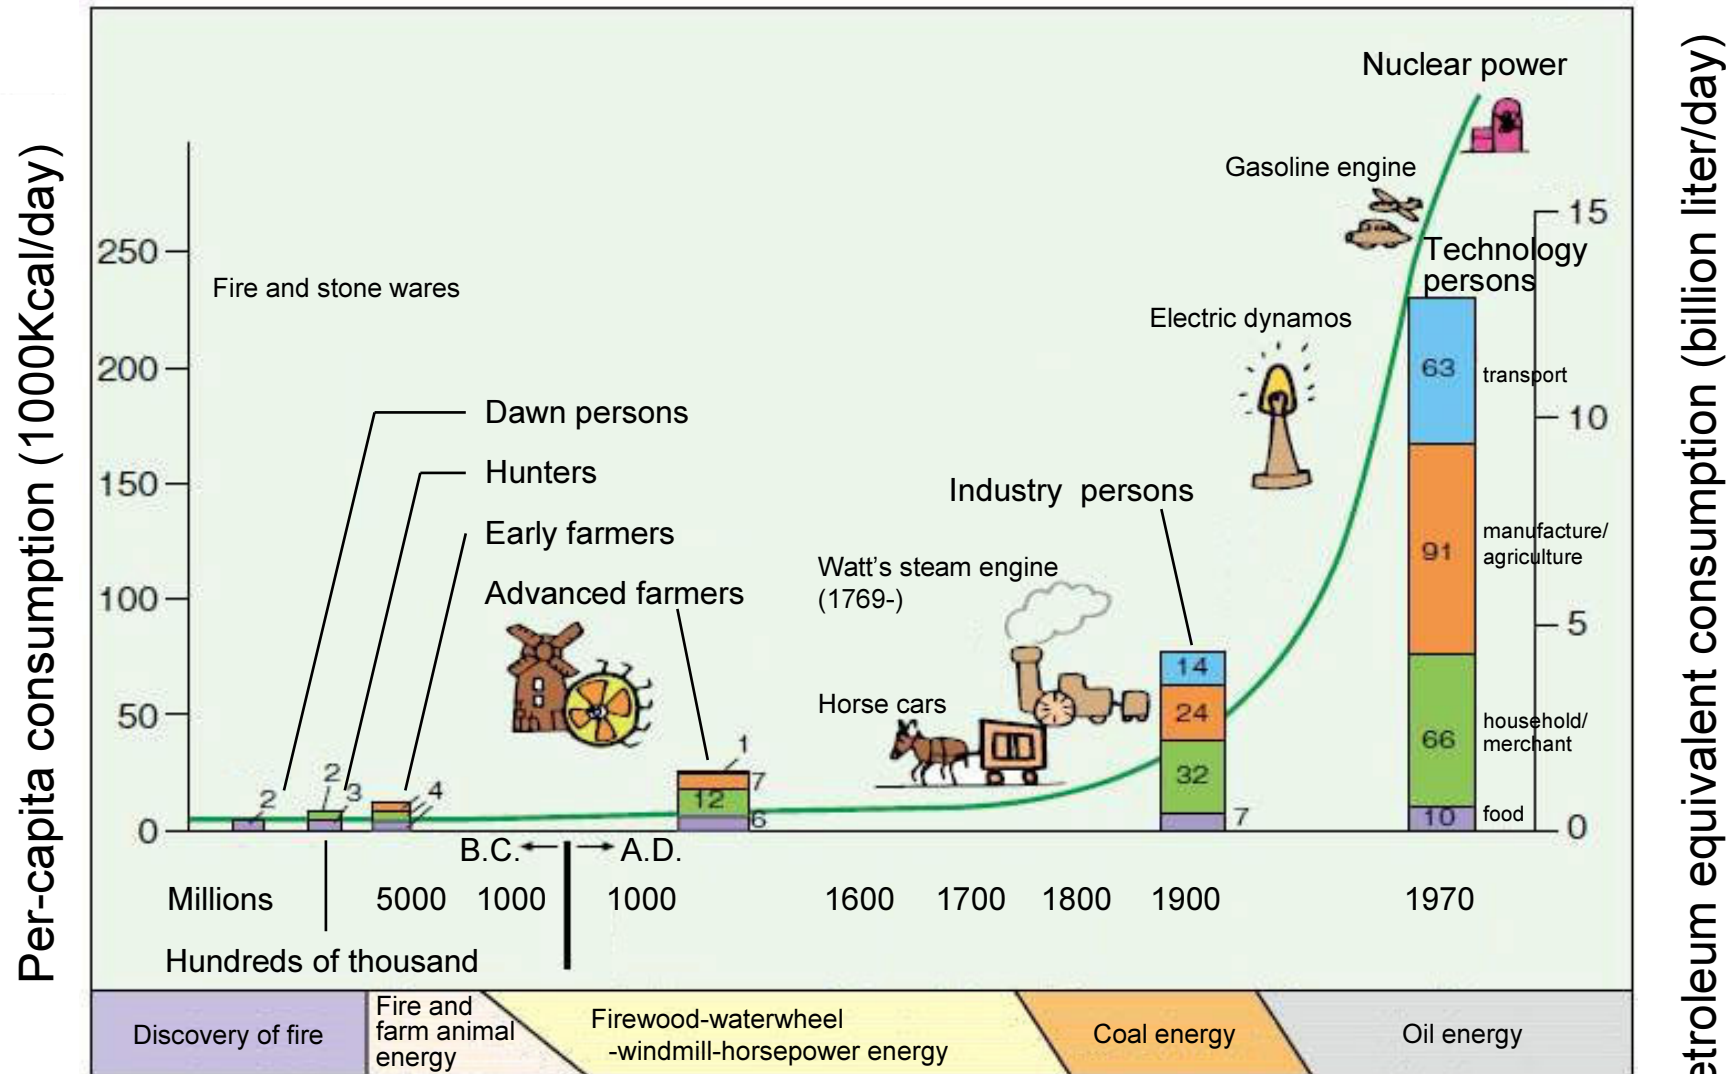 Nuclear power
Gasoline engine
Technology
persons
Fire and stone wares
Electric dynamos
Dawn persons
Hunters
Early farmers
Advanced farmers
Industry persons
Watt's steam engine
(1769-)
Horse cars
Per-capita consumption (1000Kcal/day)
250
200
150
100
50
0
etroleum equivalent consumption (billion liter/day)
15
10
5
0
2
2
3
4
1
7
12
6
14
24
32
7
63
transport
91
manufacture/
agriculture
66
household/
merchant
10
food
B.C.
A.D.
Millions
5000
1000
1000
1600
1700
1800
1900
1970
Hundreds of thousand
Discovery of fire
Fire and
farm animal
energy
Firewood-waterwheel
-windmill-horsepower energy
Coal energy
Oil energy